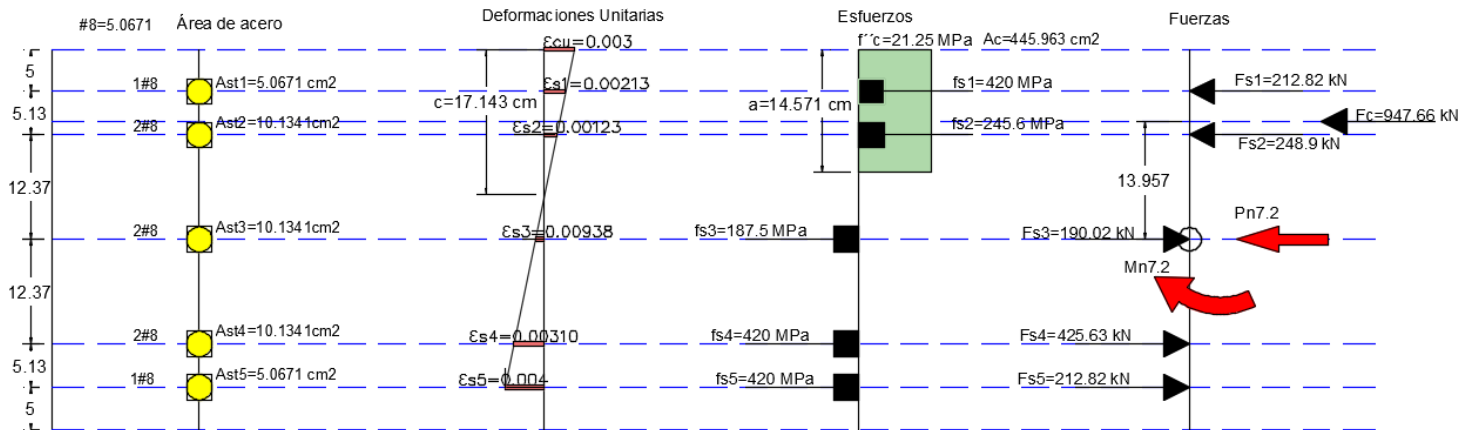 #8=5.0671
Área de acero
Deformaciones Unitarias
Esfuerzos
Fuerzas
Ɛcu=0.003
f´´c=21.25 MPa
Ac=445.963 cm2
5
1#8
Ast1=5.0671 cm2
Ɛs1=0.00213
fs1=420 MPa
Fs1=212.82 kN
c=17.143 cm
a=14.571 cm
5.13
2#8
Ast2=10.1341cm2
Ɛs2=0.00123
fs2=245.6 MPa
Fc=947.66 kN
Fs2=248.9 kN
12.37
13.957
2#8
Ast3=10.1341cm2
Ɛs3=0.00938
fs3=187.5 MPa
Fs3=190.02 kN
Pn7.2
Mn7.2
12.37
2#8
Ast4=10.1341cm2
Ɛs4=0.00310
fs4=420 MPa
Fs4=425.63 kN
5.13
1#8
Ast5=5.0671 cm2
Ɛs5=0.004
fs5=420 MPa
Fs5=212.82 kN
5